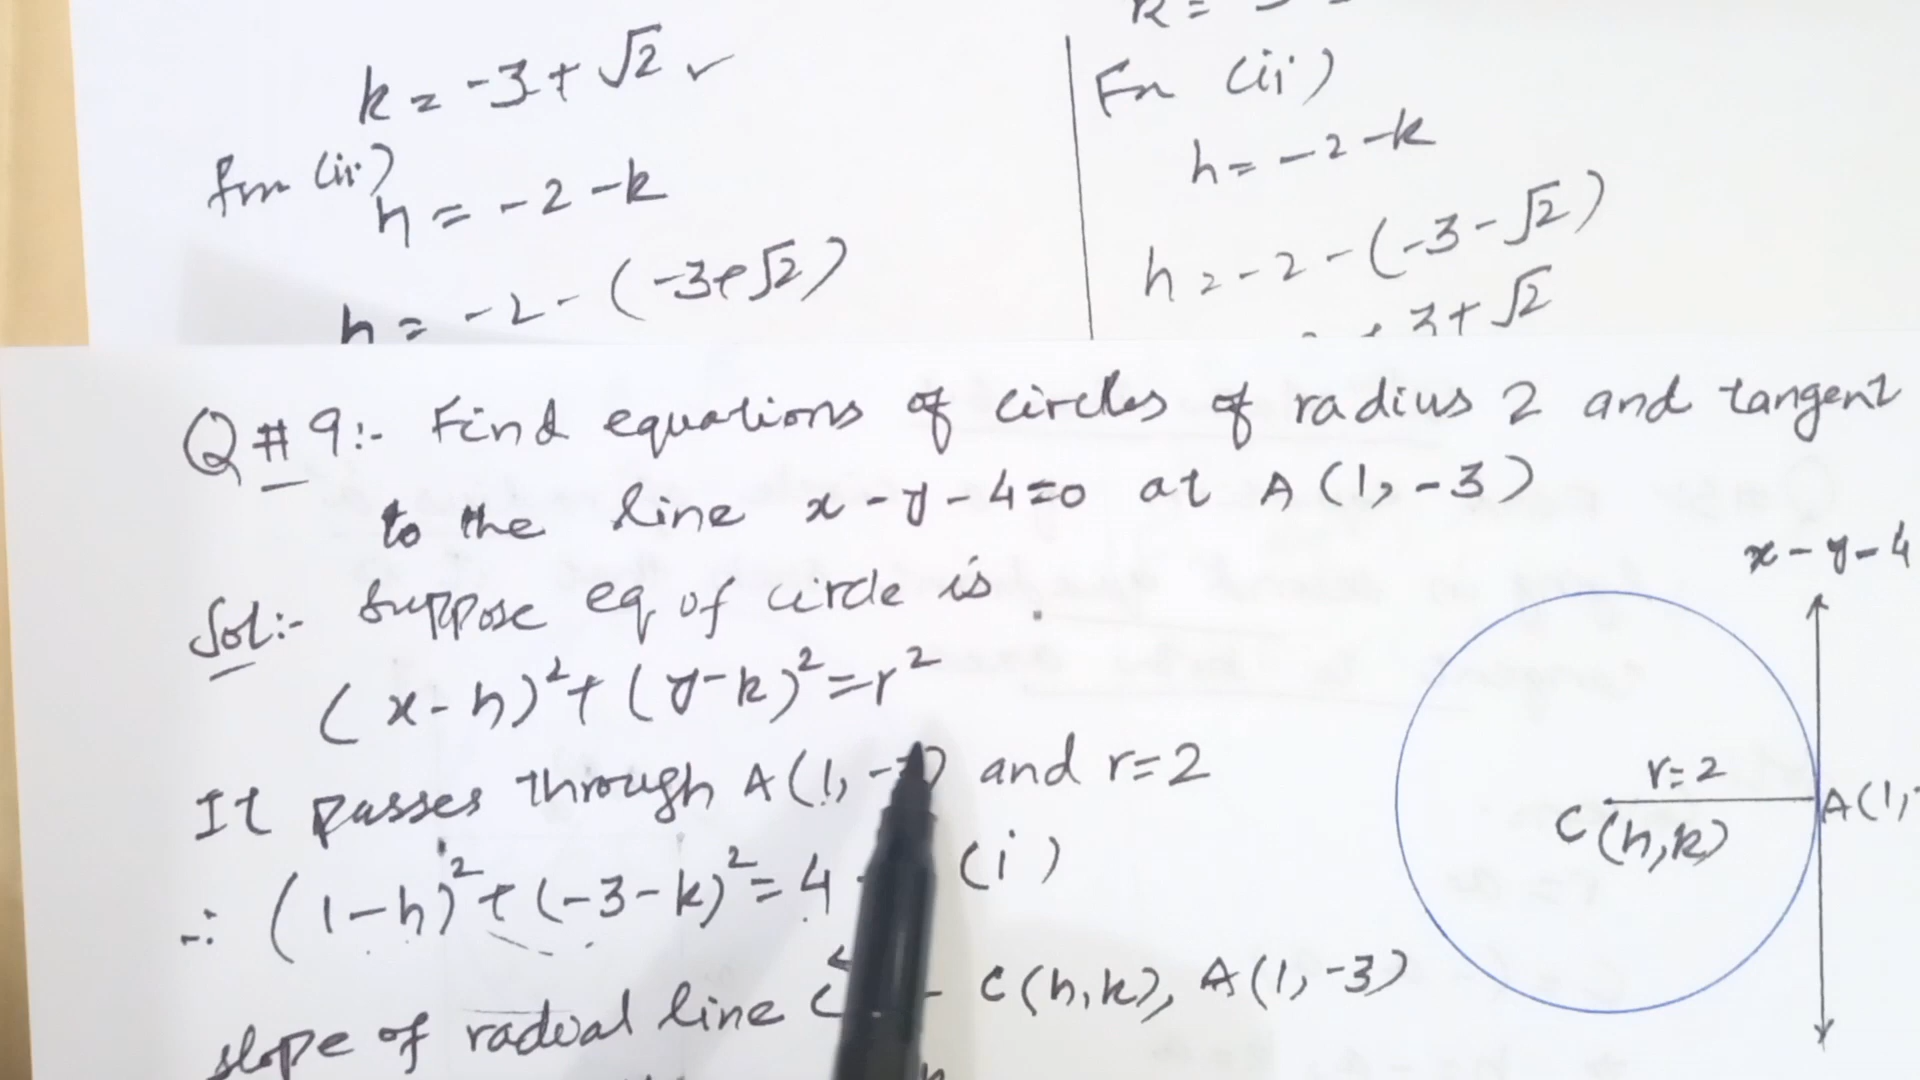 k = -3 + √2 ✓
from (ii)
h = -2 - k
h = -2 - (-3+√2)
k = -3
From (ii)
h = -2 - k
h = -2 - (-3 - √2)
3 + √2
Q#9:- Find equations of circles of radius 2 and tangent
to the line x - y - 4 = 0 at A(1, -3)
Sol:- Suppose eq of circle is
(x - h)² + (y - k)² = r²
It passes through A(1, - ) and r = 2
∴ (1 - h)² + (-3 - k)² = 4 (i)
slope of radial line C - C(h, k), A(1, -3)
x - y - 4
r = 2
C(h, k)
A(1, -